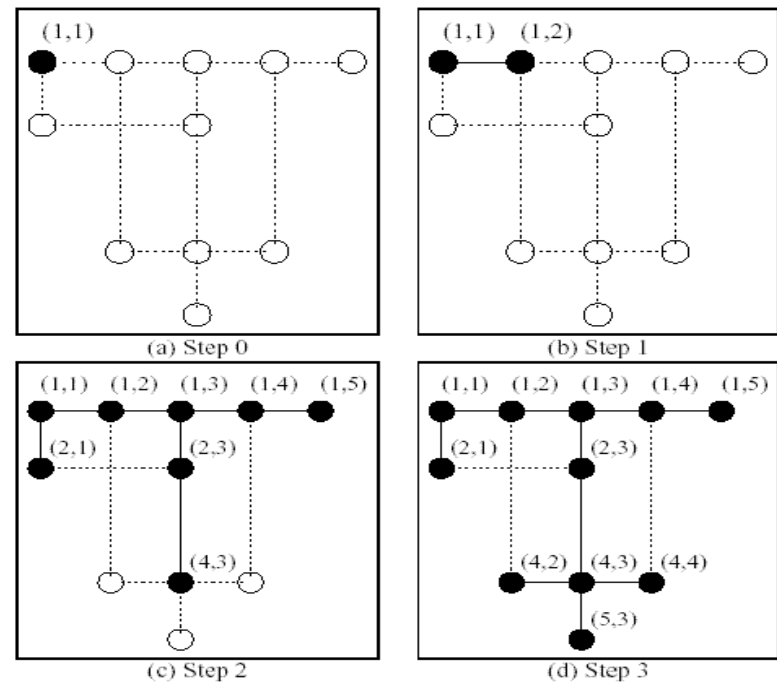 (1,1)
(1,1) (1,2)
(a) Step 0
(b) Step 1
(1,1) (1,2) (1,3) (1,4) (1,5)
(2,1) (2,3)
(4,3)
(c) Step 2
(1,1) (1,2) (1,3) (1,4) (1,5)
(2,1) (2,3)
(4,2) (4,3) (4,4)
(5,3)
(d) Step 3